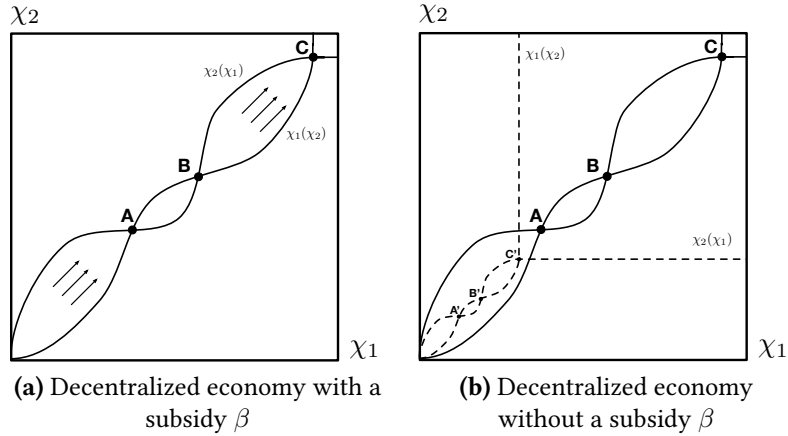 χ₂
C
χ₂(χ₁)
χ₁(χ₂)
B
A
χ₁
(a) Decentralized economy with a
subsidy β
χ₂
χ₁(χ₂)
C
B
A
χ₂(χ₁)
C'
B'
A'
χ₁
(b) Decentralized economy
without a subsidy β